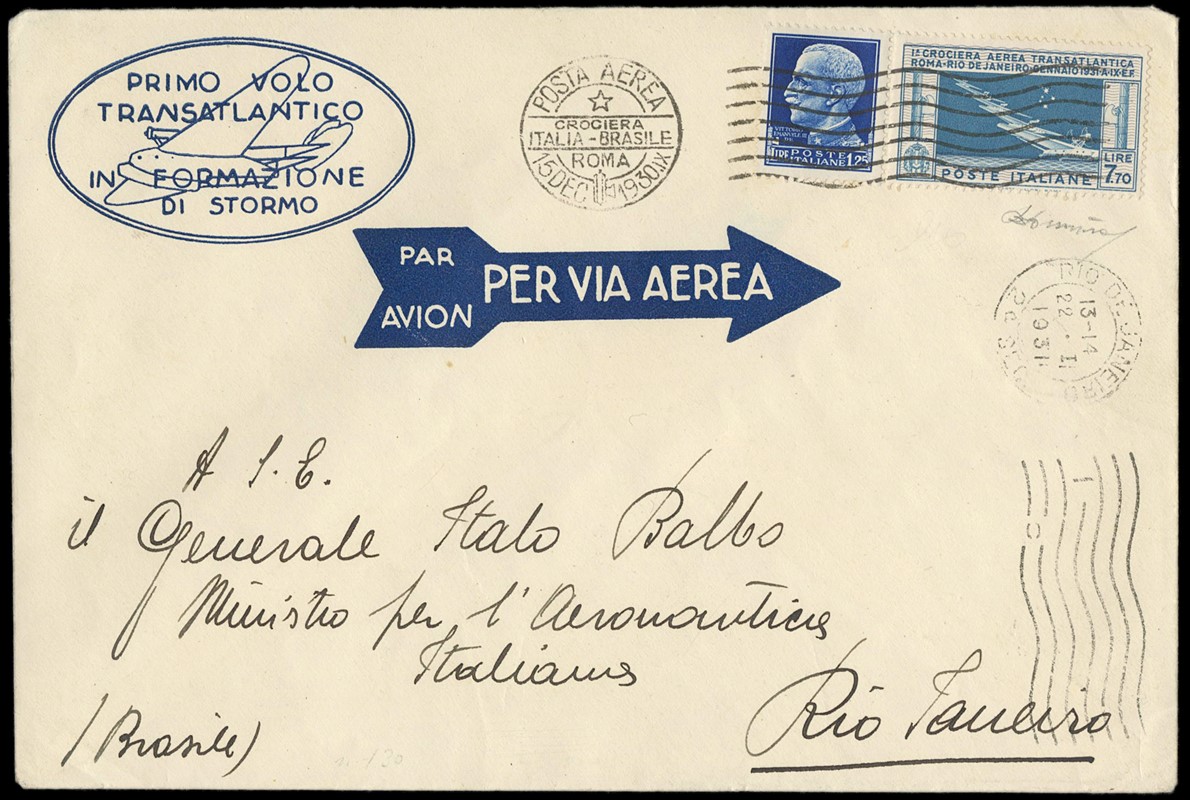 PRIMO VOLO
TRANSATLANTICO
IN FORMAZIONE
DI STORMO
POSTA AEREA
CROCIERA
ITALIA-BRASILE
ROMA
15 DEC 1930 IX
VITTORIO
EMANUELE III
LIRE POSTE ITALIANE 1,25
Iª CROCIERA AEREA TRANSATLANTICA
ROMA-RIO DE JANEIRO-GENNAIO 1931-A.IX E.F.
LIRE
7,70
POSTE ITALIANE
PAR
AVION
PER VIA AEREA
RIO DE JANEIRO
13-14
22 . II
1931
A S. E.
il Generale Italo Balbo
Ministro per l'Aeronautica
Italiana
Rio Janeiro
(Brasile)
n. 130